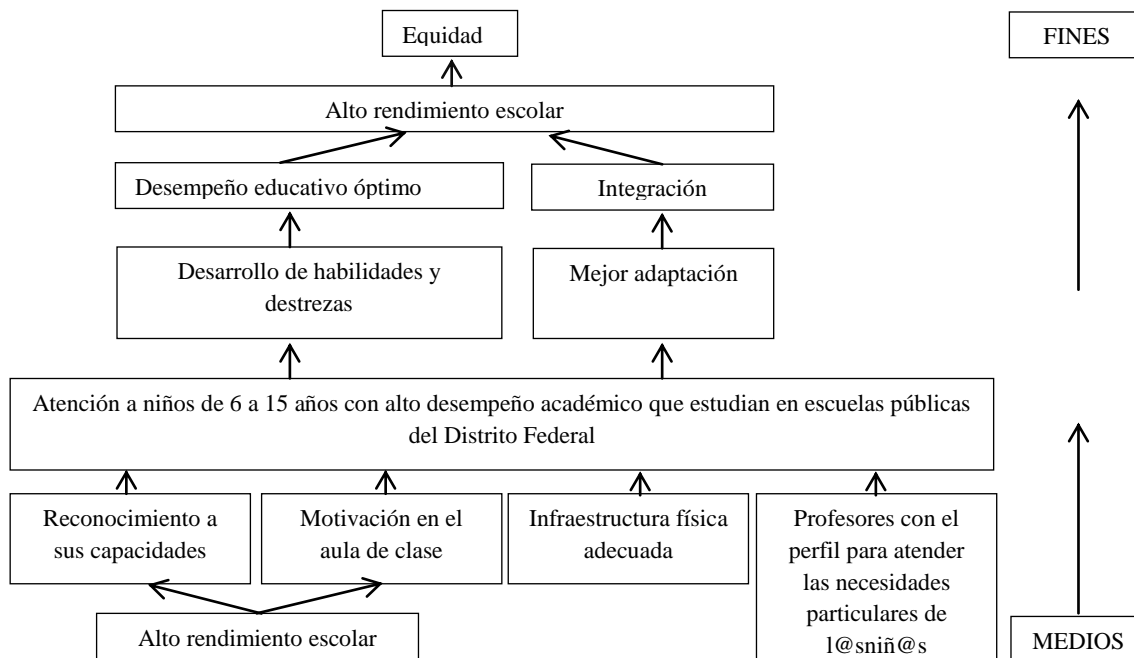 Equidad
FINES
Alto rendimiento escolar
Desempeño educativo óptimo
Integración
Desarrollo de habilidades y
destrezas
Mejor adaptación
Atención a niños de 6 a 15 años con alto desempeño académico que estudian en escuelas públicas
del Distrito Federal
Reconocimiento a
sus capacidades
Motivación en el
aula de clase
Infraestructura física
adecuada
Profesores con el
perfil para atender
las necesidades
particulares de
l@sniñ@s
Alto rendimiento escolar
MEDIOS